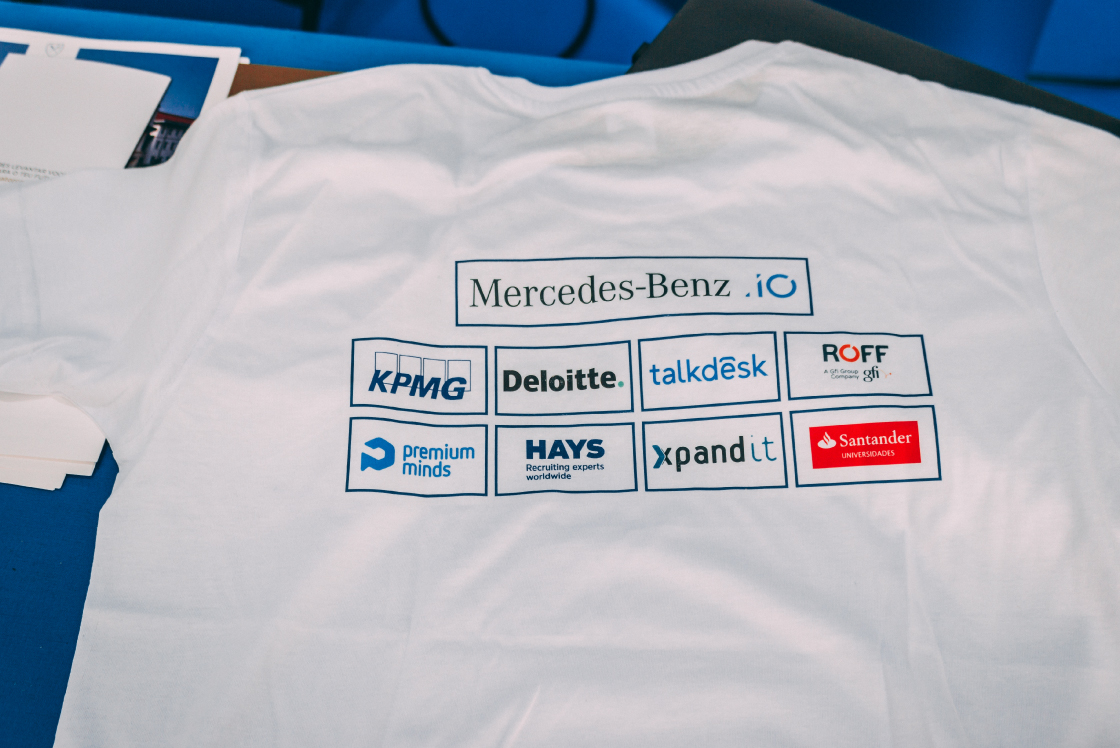 Mercedes-Benz .io
KPMG
Deloitte.
talkdesk
ROFF
A Gfi Group
Company
gfi
premium
minds
HAYS
Recruiting experts
worldwide
xpandit
Santander
UNIVERSIDADES